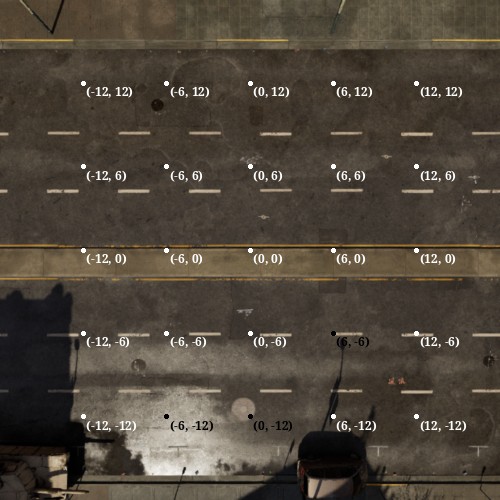 (-12, 12) (-6, 12) (0, 12) (6, 12) (12, 12)
(-12, 6) (-6, 6) (0, 6) (6, 6) (12, 6)
(-12, 0) (-6, 0) (0, 0) (6, 0) (12, 0)
(-12, -6) (-6, -6) (0, -6) (6, -6) (12, -6)
(-12, -12) (-6, -12) (0, -12) (6, -12) (12, -12)